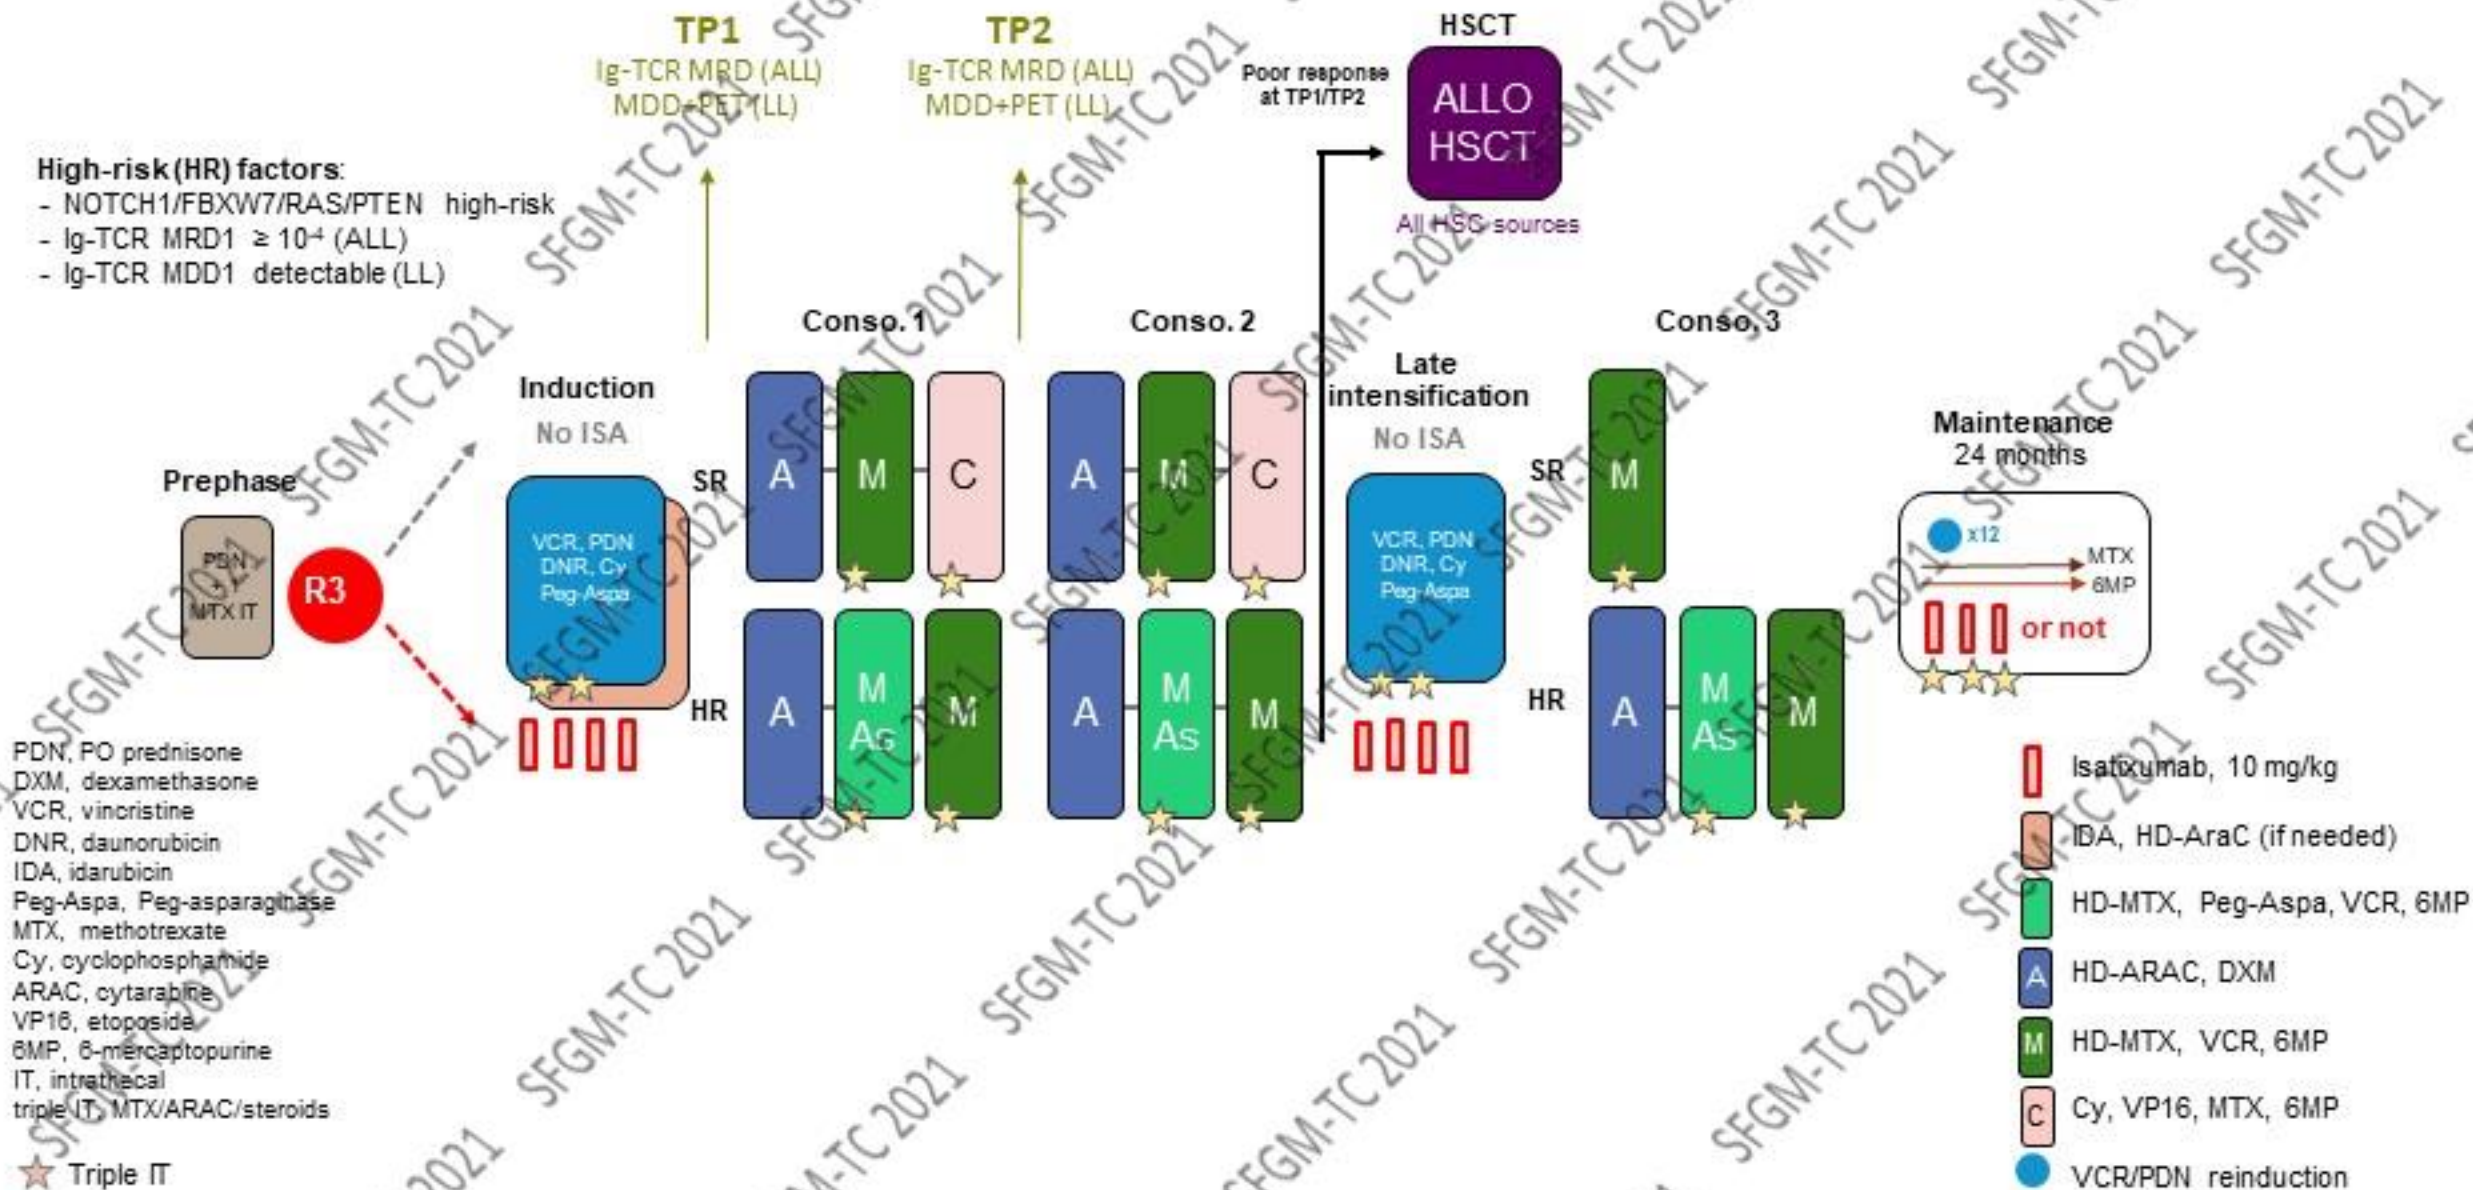 TP1
Ig-TCR MRD (ALL)
MDD+PET (LL)
TP2
Ig-TCR MRD (ALL)
MDD+PET (LL)
HSCT
Poor response
at TP1/TP2
ALLO
HSCT
All HSC sources
High-risk (HR) factors:
- NOTCH1/FBXW7/RAS/PTEN high-risk
- Ig-TCR MRD1 ≥ 10-4 (ALL)
- Ig-TCR MDD1 detectable (LL)
Prephase
PDN
+
MTX IT
R3
Induction
No ISA
VCR, PDN
DNR, Cy
Peg-Aspa
Conso. 1
SR
A
M
C
HR
A
M
As
M
Conso. 2
A
M
C
A
M
As
M
Late
intensification
No ISA
VCR, PDN
DNR, Cy
Peg-Aspa
Conso. 3
SR
M
HR
A
M
As
M
Maintenance
24 months
x12
MTX
6MP
or not
PDN, PO prednisone
DXM, dexamethasone
VCR, vincristine
DNR, daunorubicin
IDA, idarubicin
Peg-Aspa, Peg-asparaginase
MTX, methotrexate
Cy, cyclophosphamide
ARAC, cytarabine
VP16, etoposide
6MP, 6-mercaptopurine
IT, intrathecal
triple IT, MTX/ARAC/steroids
Triple IT
Isatixumab, 10 mg/kg
IDA, HD-AraC (if needed)
HD-MTX, Peg-Aspa, VCR, 6MP
A HD-ARAC, DXM
M HD-MTX, VCR, 6MP
C Cy, VP16, MTX, 6MP
VCR/PDN reinduction
SFGM-TC 2021